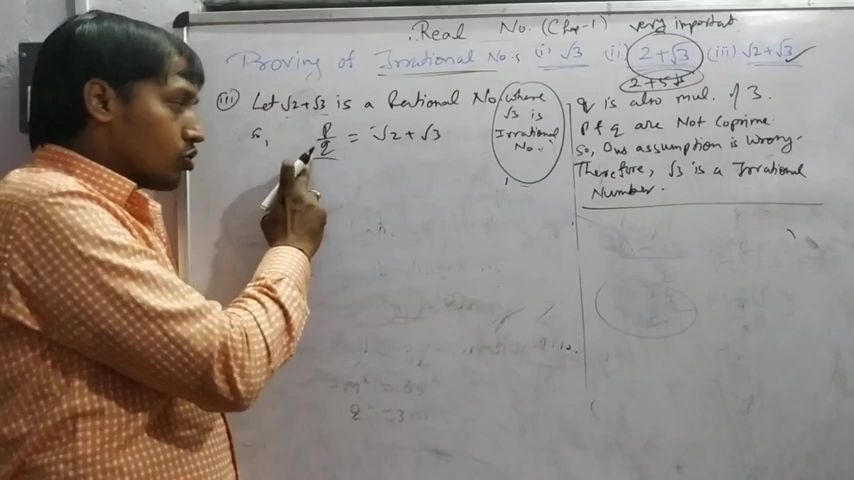 Real No. (Chap-1) very important
Proving of Irrational No.s (i) √3 (ii) 2+√3 (iii) √2+√3 ✓
2+5√3
(iii) Let √2+√3 is a Rational No. where
√3 is
Irrational
No.
So, p/q = √2+√3
q is also mul. of 3.
P & q are Not Coprime.
So, Our assumption is Wrong.
Therefore, √3 is a Irrational
Number.